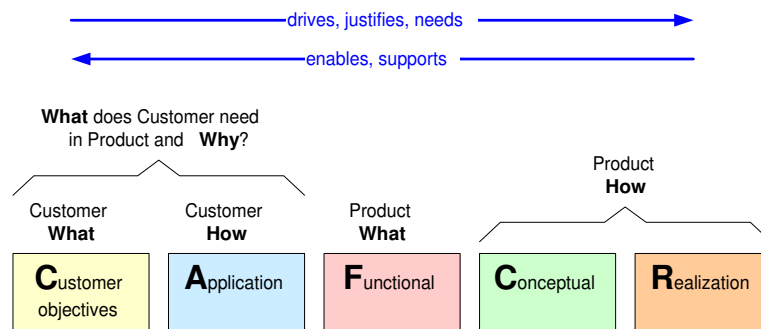 drives, justifies, needs
enables, supports
What does Customer need
in Product and Why?
Product
How
Customer
What
Customer
How
Product
What
Customer
objectives
Application
Functional
Conceptual
Realization